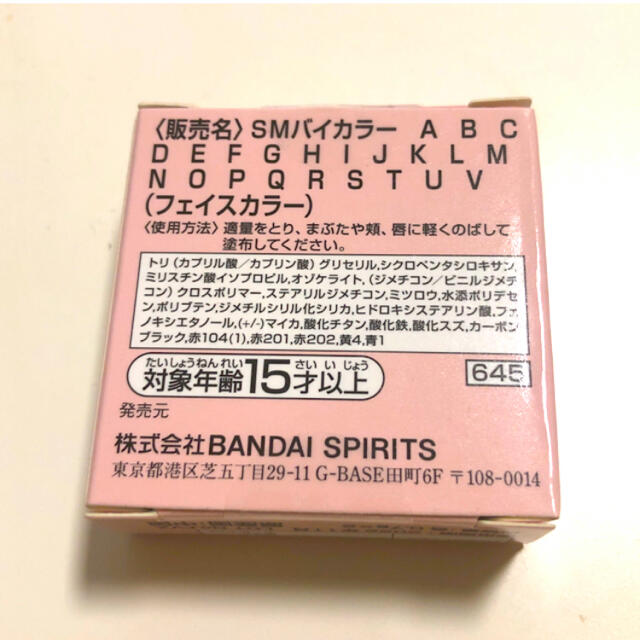 〈販売名〉SMバイカラー A B C
D E F G H I J K L M
N O P Q R S T U V
(フェイスカラー)
〈使用方法〉適量をとり、まぶたや頬、唇に軽くのばして
塗布してください。
トリ(カプリル酸/カプリン酸)グリセリル,シクロペンタシロキサン,
ミリスチン酸イソプロピル,オゾケライト,(ジメチコン/ビニルジメチ
コン)クロスポリマー,ステアリルジメチコン,ミツロウ,水添ポリデセ
ン,ポリブテン,ジメチルシリル化シリカ,ヒドロキシステアリン酸,フェ
ノキシエタノール,(+/-)マイカ,酸化チタン,酸化鉄,酸化スズ,カーボン
ブラック,赤104(1),赤201,赤202,黄4,青1
たいしょうねんれい さい いじょう
対象年齢15才以上
645
発売元
株式会社BANDAI SPIRITS
東京都港区芝五丁目29-11 G-BASE田町6F 〒108-0014